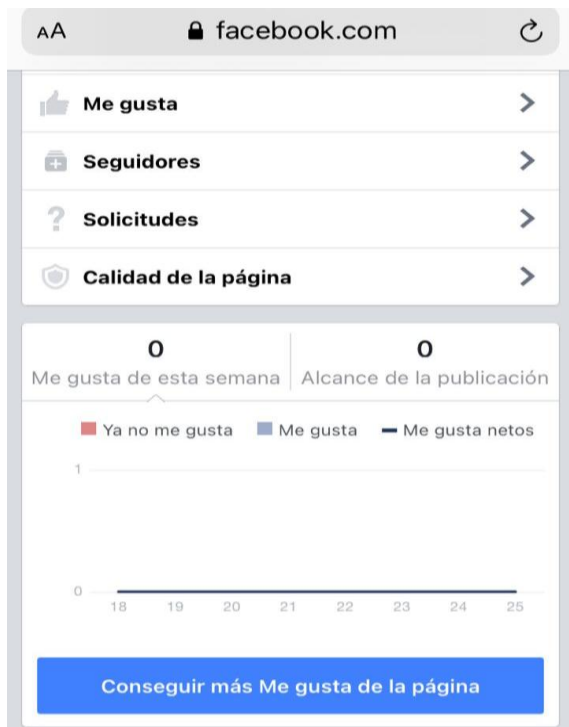 AA facebook.com
Me gusta
Seguidores
? Solicitudes
Calidad de la página
0 0
Me gusta de esta semana Alcance de la publicación
Ya no me gusta Me gusta Me gusta netos
1
0
18 19 20 21 22 23 24 25
Conseguir más Me gusta de la página